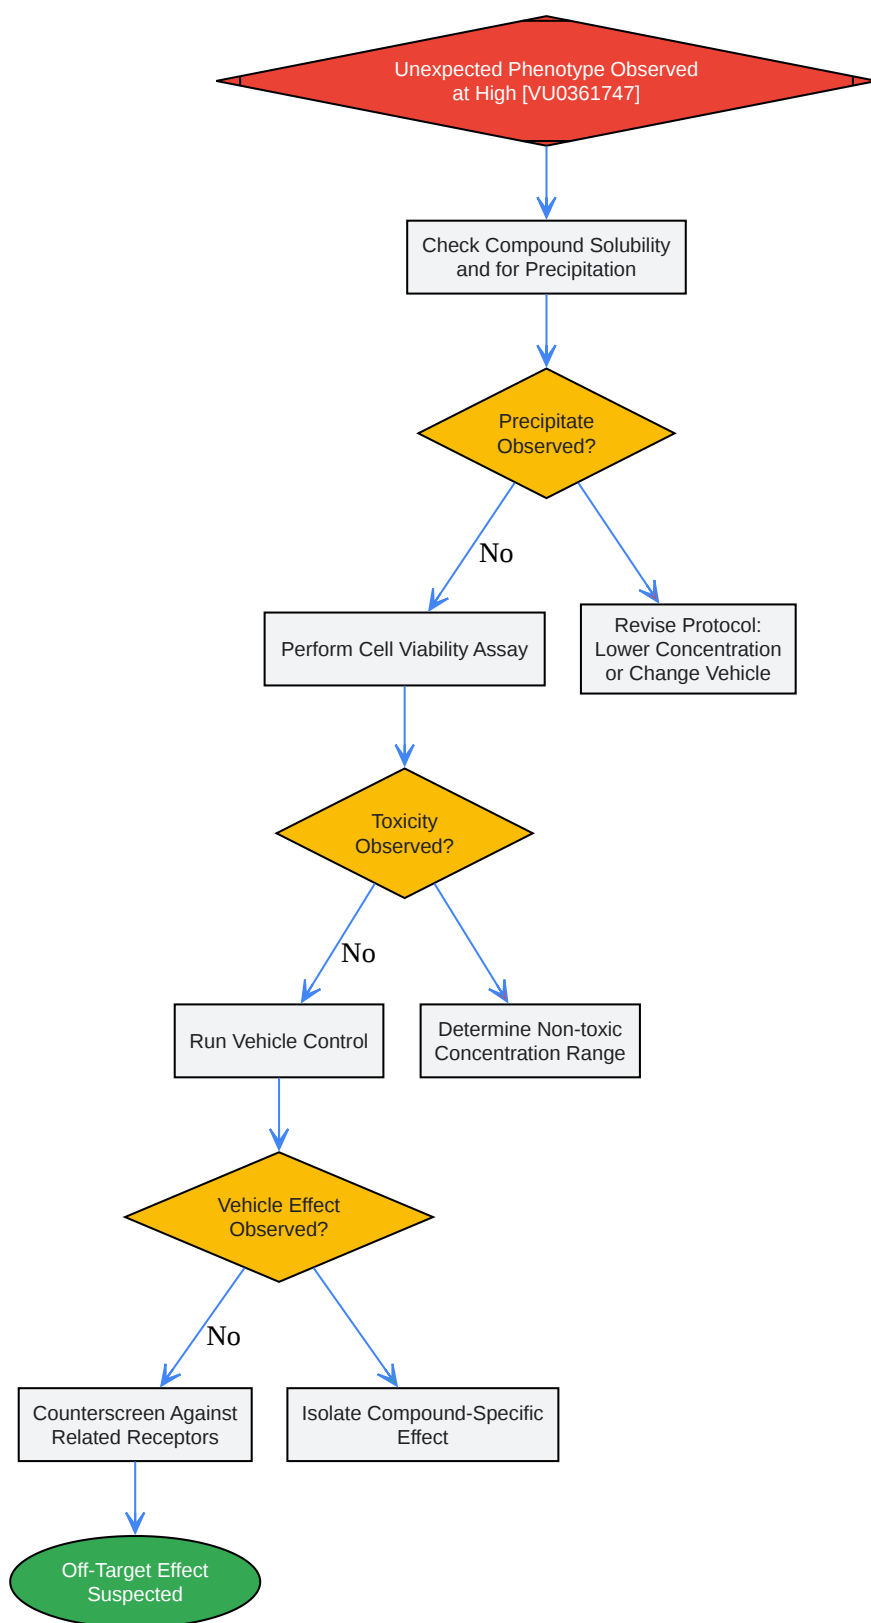 Unexpected Phenotype Observed
at High [VU0361747]
Check Compound Solubility
and for Precipitation
Precipitate
Observed?
No
Perform Cell Viability Assay
Revise Protocol:
Lower Concentration
or Change Vehicle
Toxicity
Observed?
No
Run Vehicle Control
Determine Non-toxic
Concentration Range
Vehicle Effect
Observed?
No
Counterscreen Against
Related Receptors
Isolate Compound-Specific
Effect
Off-Target Effect
Suspected